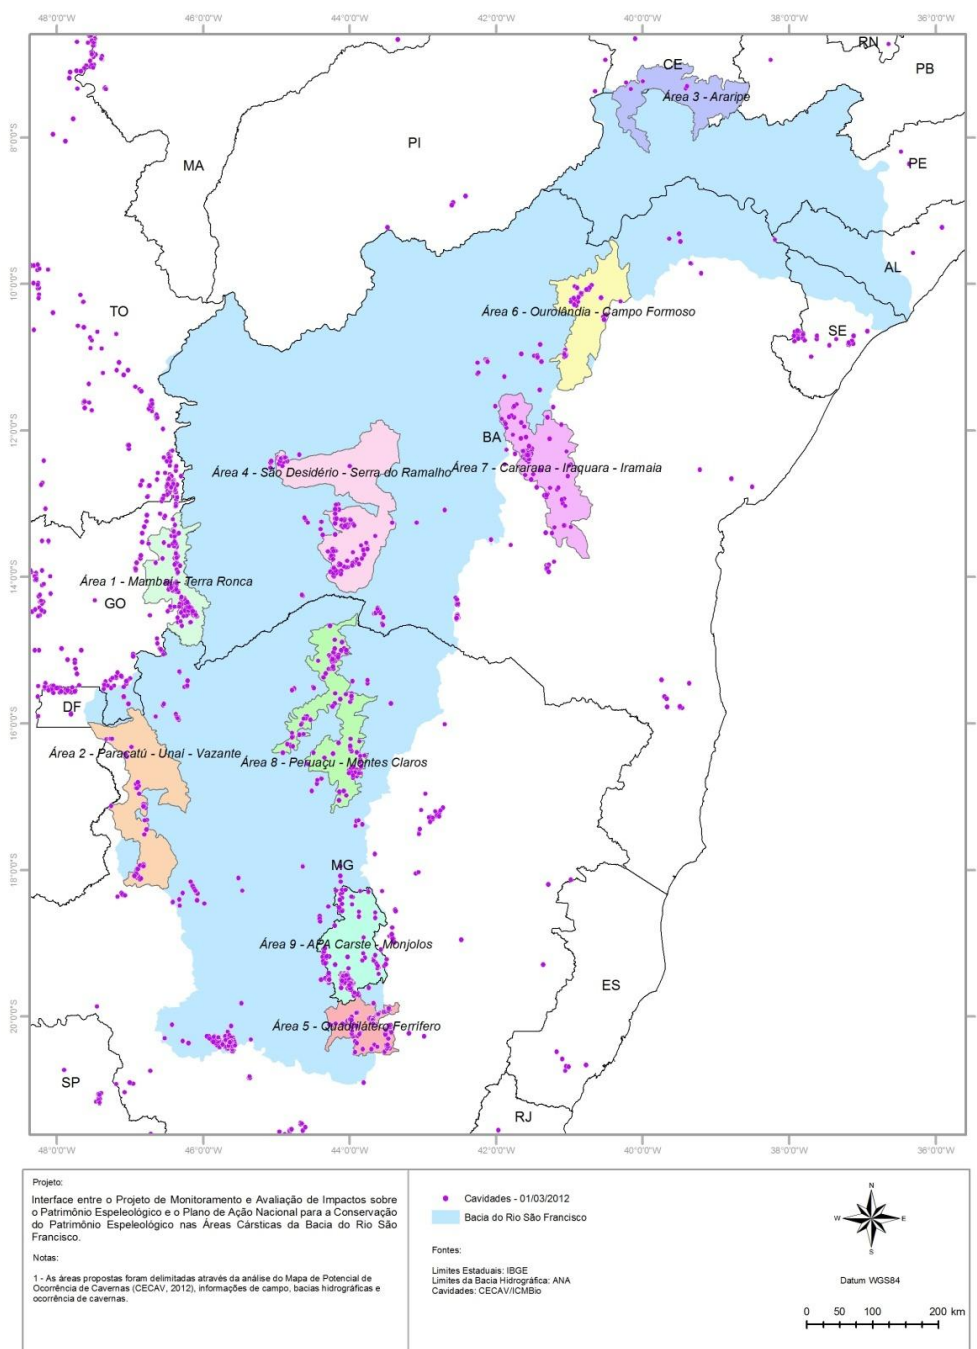 48°0'0"O 46°0'0"O 44°0'0"O 42°0'0"O 40°0'0"O 38°0'0"O 36°0'0"O
RN
CE
PB
Área 3 - Araripe
8°0'0"S
PI
MA
PE
AL
10°0'0"S
TO
Área 6 - Ourolândia - Campo Formoso
SE
12°0'0"S
BA
Área 4 - São Desidério - Serra do Ramalho
Área 7 - Cararana - Iraquara - Iramaia
14°0'0"S
Área 1 - Mambaí - Terra Ronca
GO
DF
16°0'0"S
Área 2 - Paracatú - Unaí - Vazante
Área 8 - Peruaçu - Montes Claros
18°0'0"S
MG
Área 9 - APA Carste - Monjolos
ES
20°0'0"S
Área 5 - Quadrilátero Ferrífero
SP
RJ
48°0'0"O 46°0'0"O 44°0'0"O 42°0'0"O 40°0'0"O 38°0'0"O 36°0'0"O
Projeto:
Interface entre o Projeto de Monitoramento e Avaliação de Impactos sobre
o Patrimônio Espeleológico e o Plano de Ação Nacional para a Conservação
do Patrimônio Espeleológico nas Áreas Cársticas da Bacia do Rio São
Francisco.
Notas:
1 - As áreas propostas foram delimitadas através da análise do Mapa de Potencial de
Ocorrência de Cavernas (CECAV, 2012), informações de campo, bacias hidrográficas e
ocorrência de cavernas.
Cavidades - 01/03/2012
Bacia do Rio São Francisco
Fontes:
Limites Estaduais: IBGE
Limites da Bacia Hidrográfica: ANA
Cavidades: CECAV/ICMBio
N
W E
S
Datum WGS84
0 50 100 200 km